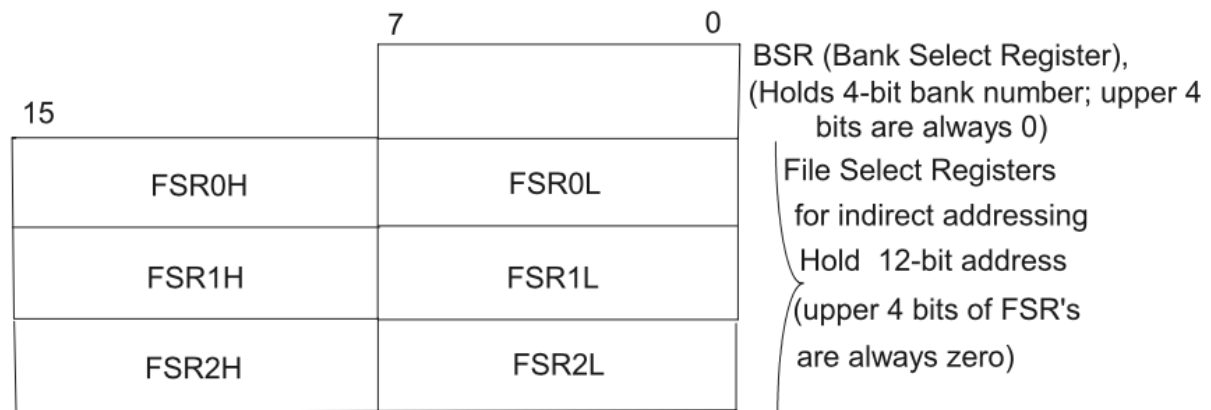 7 0
BSR (Bank Select Register),
(Holds 4-bit bank number; upper 4
bits are always 0)
15
FSR0H FSR0L
File Select Registers
for indirect addressing
FSR1H FSR1L
Hold 12-bit address
(upper 4 bits of FSR's
are always zero)
FSR2H FSR2L